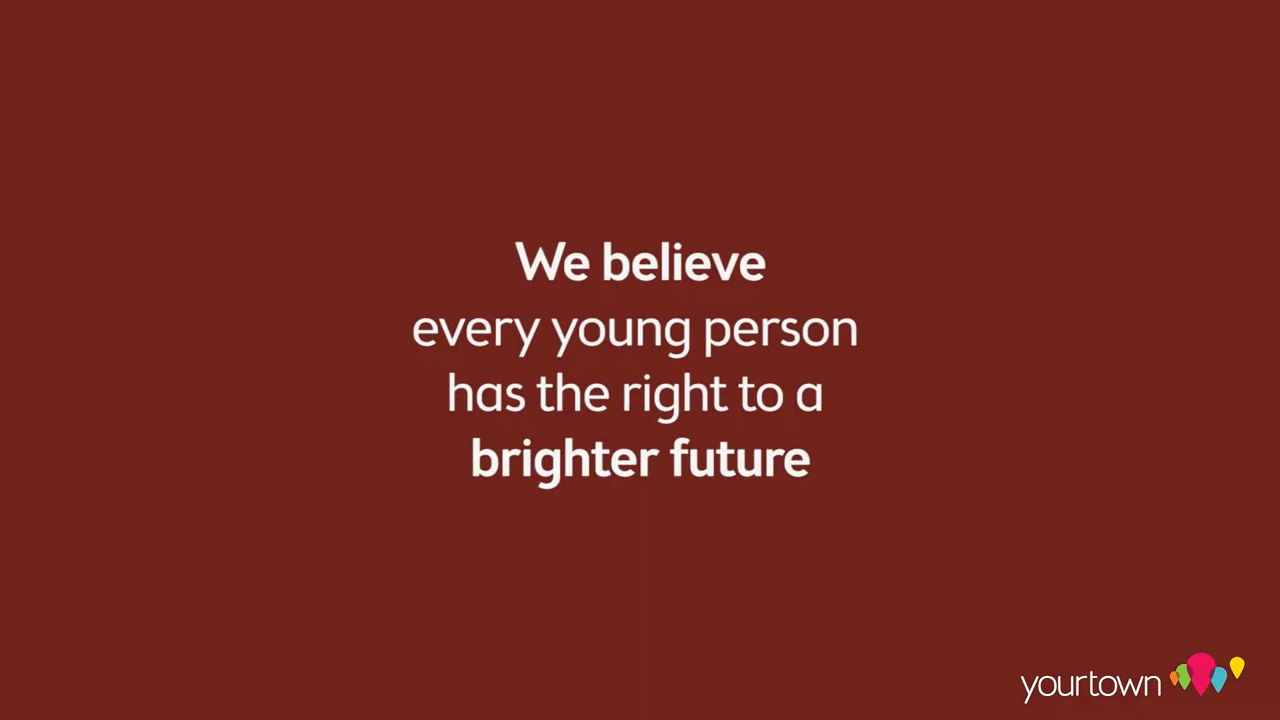 We believe
every young person
has the right to a
brighter future
yourtown